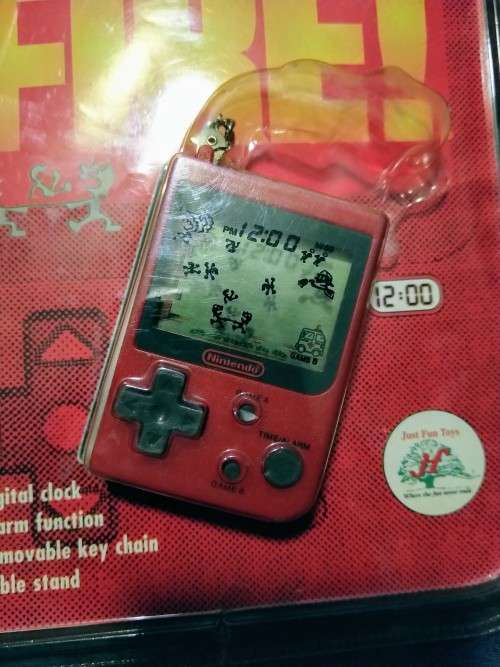 FIRE!
PM 12:00
GAME B
Nintendo
12:00
GAME A
TIME/ALARM
GAME B
Just Fun Toys
Where the fun never ends
gital clock
arm function
movable key chain
ble stand